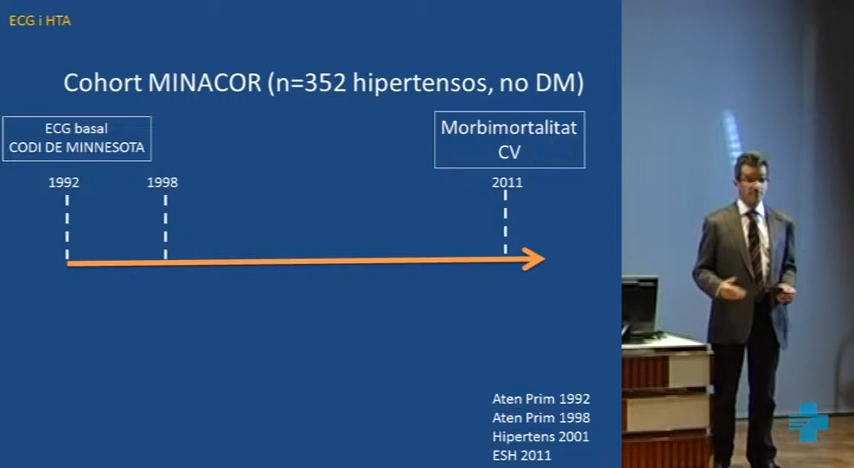 ECG i HTA
Cohort MINACOR (n=352 hipertensos, no DM)
ECG basal
CODI DE MINNESOTA
Morbimortalitat
CV
1992
1998
2011
Aten Prim 1992
Aten Prim 1998
Hipertens 2001
ESH 2011